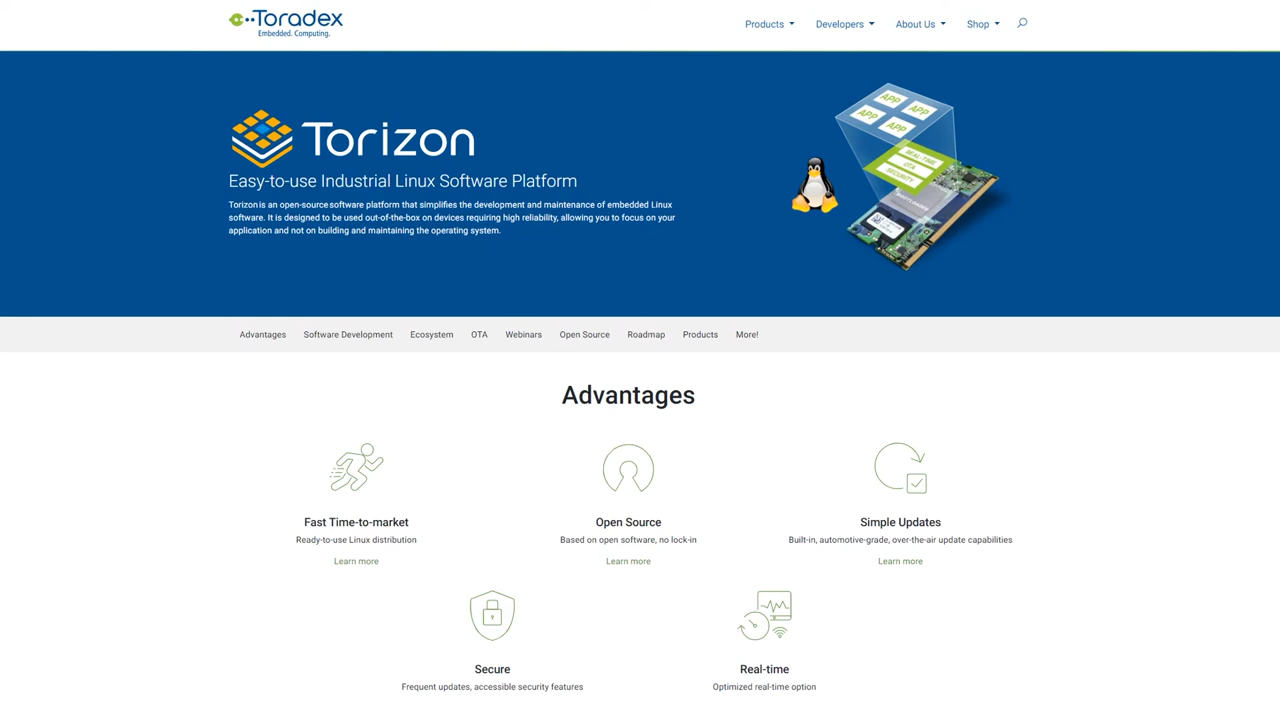 Toradex
Embedded. Computing.
Products
Developers
About Us
Shop
Torizon
Easy-to-use Industrial Linux Software Platform
Torizon is an open-source software platform that simplifies the development and maintenance of embedded Linux
software. It is designed to be used out-of-the-box on devices requiring high reliability, allowing you to focus on your
application and not on building and maintaining the operating system.
APP
APP
APP
APP
REAL-TIME
OTA
SECURITY
Advantages
Software Development
Ecosystem
OTA
Webinars
Open Source
Roadmap
Products
More!
Advantages
Fast Time-to-market
Ready-to-use Linux distribution
Learn more
Open Source
Based on open software, no lock-in
Learn more
Simple Updates
Built-in, automotive-grade, over-the-air update capabilities
Learn more
Secure
Frequent updates, accessible security features
Real-time
Optimized real-time option